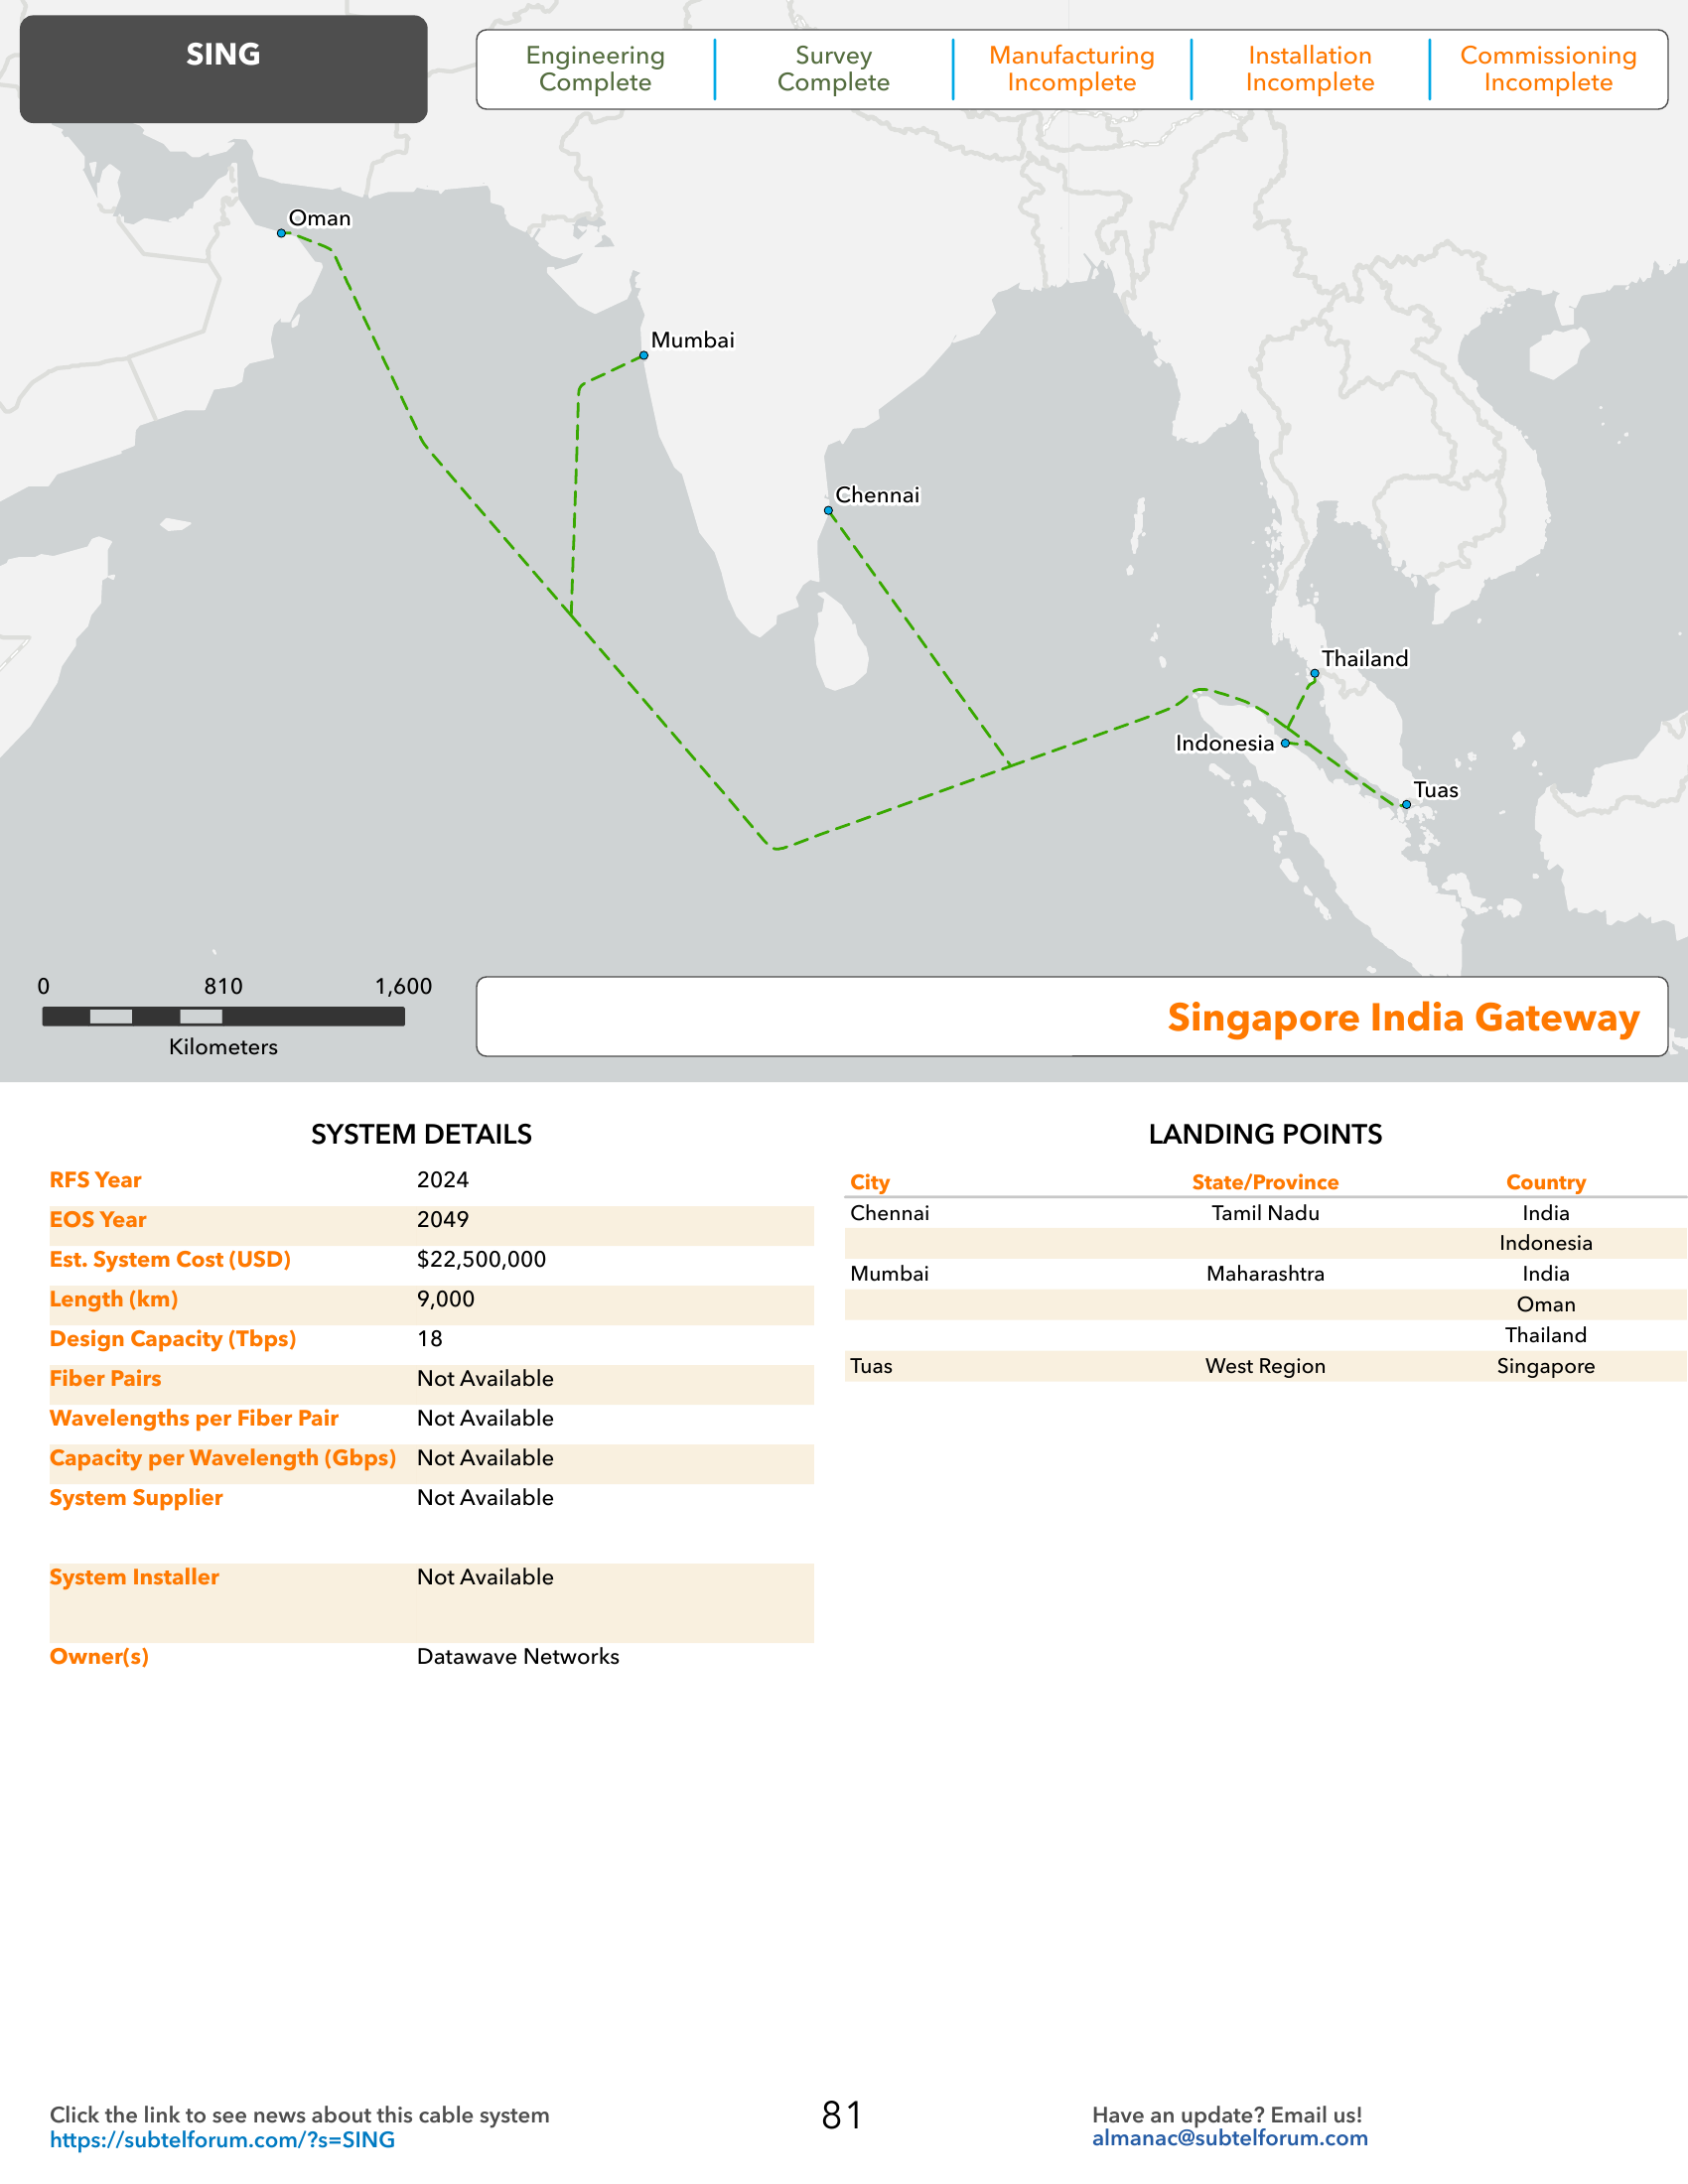 SING
Engineering
Complete
Survey
Complete
Manufacturing
Incomplete
Installation
Incomplete
Commissioning
Incomplete
Oman
Mumbai
Chennai
Thailand
Indonesia
Tuas
0 810 1,600
Kilometers
Singapore India Gateway
SYSTEM DETAILS
RFS Year 2024
EOS Year 2049
Est. System Cost (USD) $22,500,000
Length (km) 9,000
Design Capacity (Tbps) 18
Fiber Pairs Not Available
Wavelengths per Fiber Pair Not Available
Capacity per Wavelength (Gbps) Not Available
System Supplier Not Available
System Installer Not Available
Owner(s) Datawave Networks
LANDING POINTS
City State/Province Country
Chennai Tamil Nadu India
Indonesia
Mumbai Maharashtra India
Oman
Thailand
Tuas West Region Singapore
Click the link to see news about this cable system
https://subtelforum.com/?s=SING
81
Have an update? Email us!
almanac@subtelforum.com